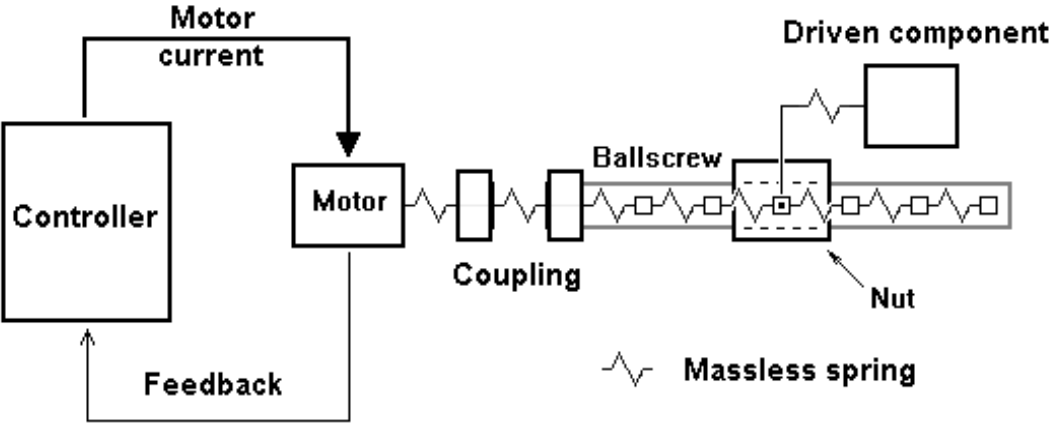 Motor
current
Driven component
Ballscrew
Controller
Motor
Coupling
Nut
Feedback
Massless spring